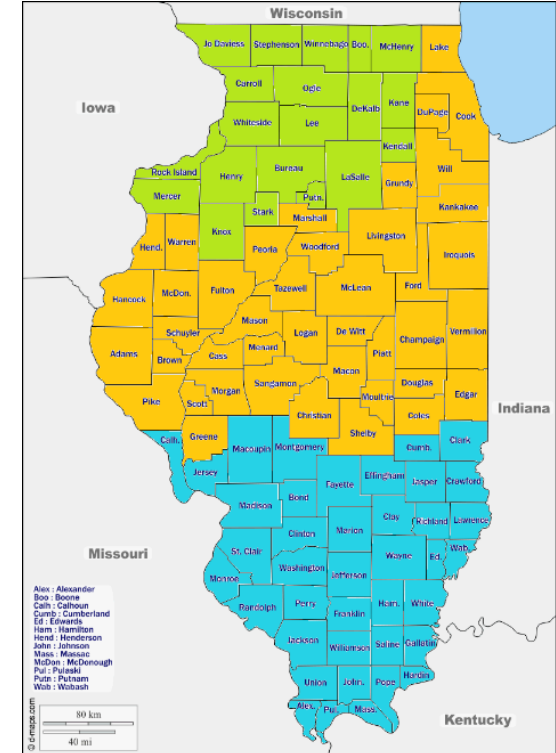 Wisconsin
Jo Daviess Stephenson Winnebago Boo. McHenry Lake
Carroll Ogle DeKalb Kane DuPage Cook
Iowa
Whiteside Lee Kendall
Rock Island Henry Bureau LaSalle Will
Mercer Putn. Grundy
Stark Kankakee
Knox Marshall
Hend. Warren Peoria Woodford Livingston Iroquois
Hancock McDon. Fulton Tazewell McLean Ford
Mason
Schuyler Logan De Witt Champaign Vermilion
Adams Brown Cass Menard Piatt
Macon
Pike Scott Morgan Sangamon Moultrie Douglas Edgar
Christian Coles
Indiana
Calh. Greene Shelby
Macoupin Montgomery Cumb. Clark
Jersey Fayette Effingham Jasper Crawford
Madison Bond
Clay Richland Lawrence
Missouri
St. Clair Clinton Marion
Monroe Washington Jefferson Wayne Ed. Wab.
Randolph Perry Franklin Ham. White
Jackson Williamson Saline Gallatin
Union John. Pope Hardin
Alex. Pul. Mass.
Kentucky
Alex : Alexander
Boo : Boone
Calh : Calhoun
Cumb : Cumberland
Ed : Edwards
Ham : Hamilton
Hend : Henderson
John : Johnson
Mass : Massac
McDon : McDonough
Pul : Pulaski
Putn : Putnam
Wab : Wabash
80 km
40 mi
© d-maps.com